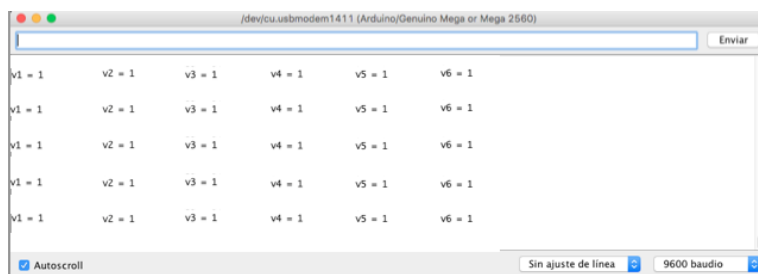 /dev/cu.usbmodem1411 (Arduino/Genuino Mega or Mega 2560)
Enviar
v1 = 1 v2 = 1 v3 = 1 v4 = 1 v5 = 1 v6 = 1
v1 = 1 v2 = 1 v3 = 1 v4 = 1 v5 = 1 v6 = 1
v1 = 1 v2 = 1 v3 = 1 v4 = 1 v5 = 1 v6 = 1
v1 = 1 v2 = 1 v3 = 1 v4 = 1 v5 = 1 v6 = 1
v1 = 1 v2 = 1 v3 = 1 v4 = 1 v5 = 1 v6 = 1
Autoscroll Sin ajuste de línea 9600 baudio